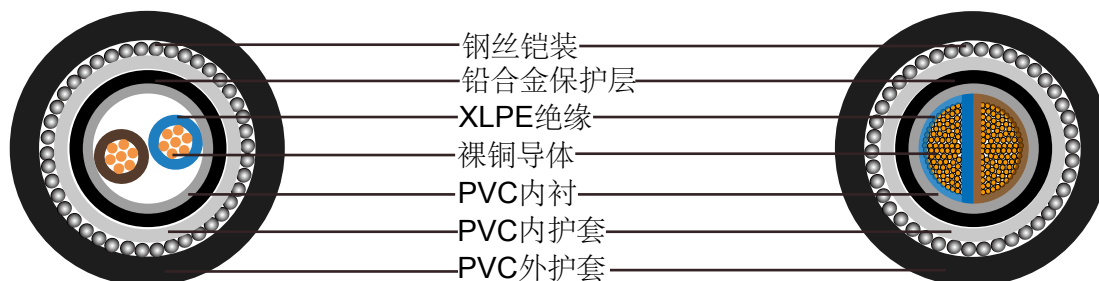 钢丝铠装
铅合金保护层
XLPE绝缘
裸铜导体
PVC内衬
PVC内护套
PVC外护套